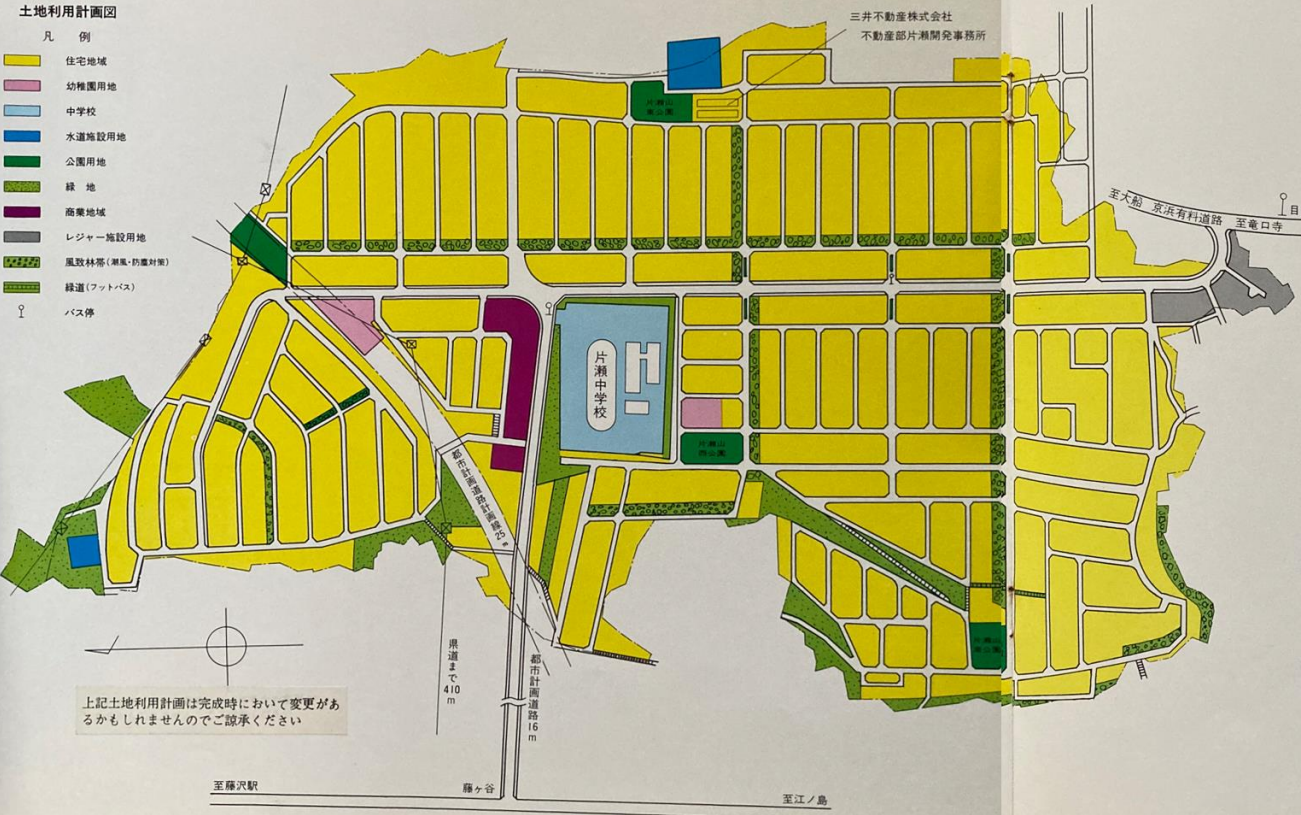 土地利用計画図
凡 例
住宅地域
幼稚園用地
中学校
水道施設用地
公園用地
緑 地
商業地域
レジャー施設用地
風致林帯(潮風・防塵対策)
緑道(フットパス)
バス停
三井不動産株式会社
不動産部片瀬開発事務所
片瀬山
至大船 京浜有料道路 至竜口寺
目
片瀬中学校
片瀬山
西公園
都市計画道路計画線25m
片瀬山
県道まで410m
都市計画道路16m
上記土地利用計画は完成時において変更があ
るかもしれませんのでご諒承ください
至藤沢駅
藤ヶ谷
至江ノ島